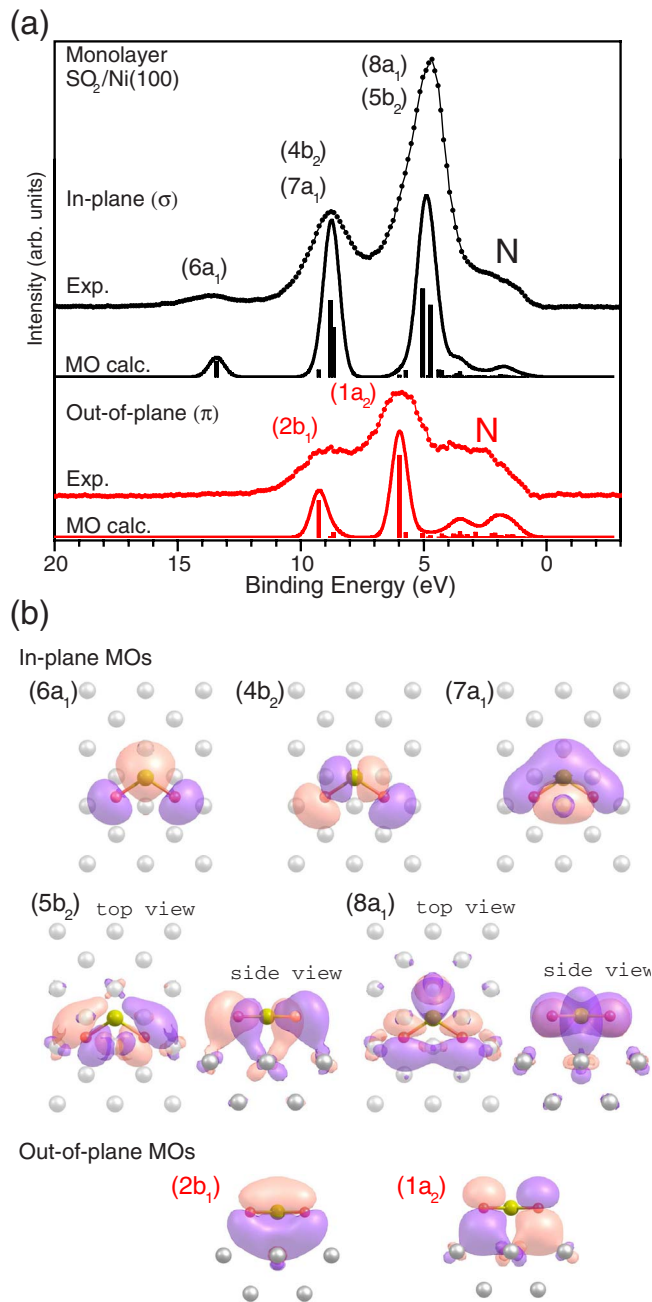 (a)
Monolayer
SO₂/Ni(100)
(8a₁)
(5b₂)
(4b₂)
(7a₁)
In-plane (σ)
(6a₁)
N
Exp.
MO calc.
Out-of-plane (π)
(1a₂)
(2b₁)
N
Exp.
MO calc.
Intensity (arb. units)
20 15 10 5 0
Binding Energy (eV)
(b)
In-plane MOs
(6a₁) (4b₂) (7a₁)
(5b₂) top view (8a₁) top view
side view side view
Out-of-plane MOs
(2b₁) (1a₂)